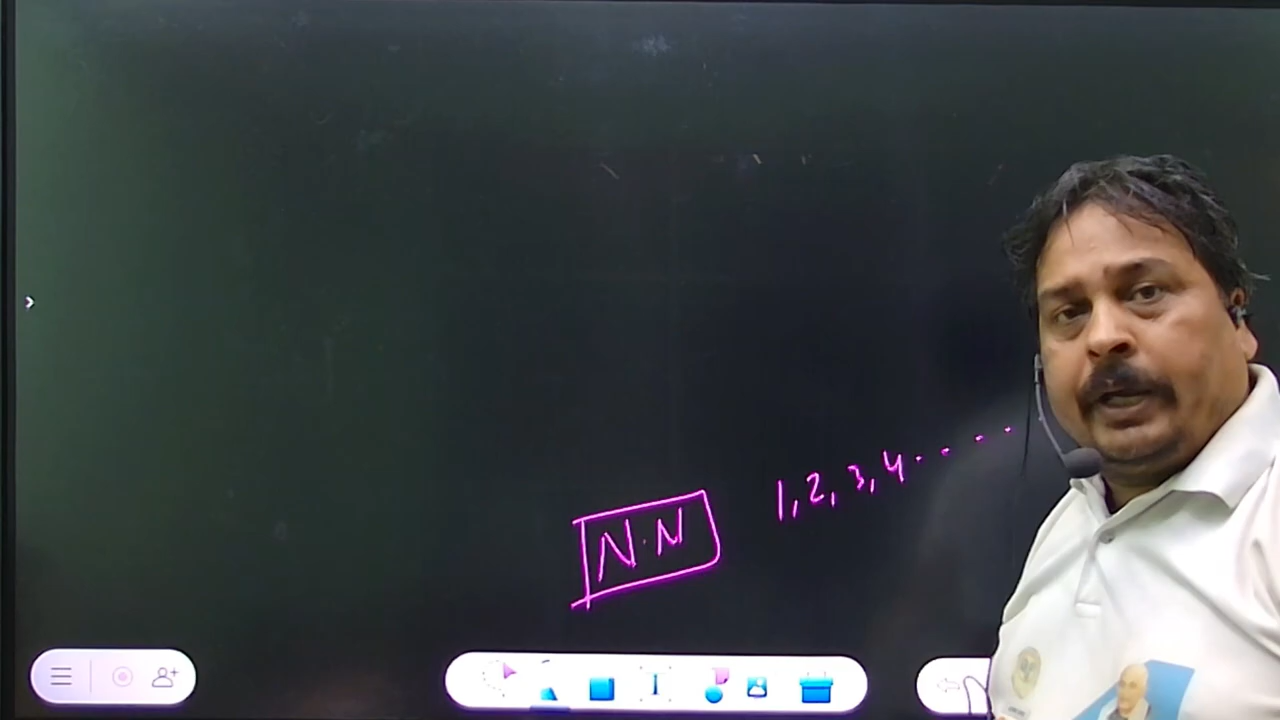 N.N 1, 2, 3, 4 . . . . .